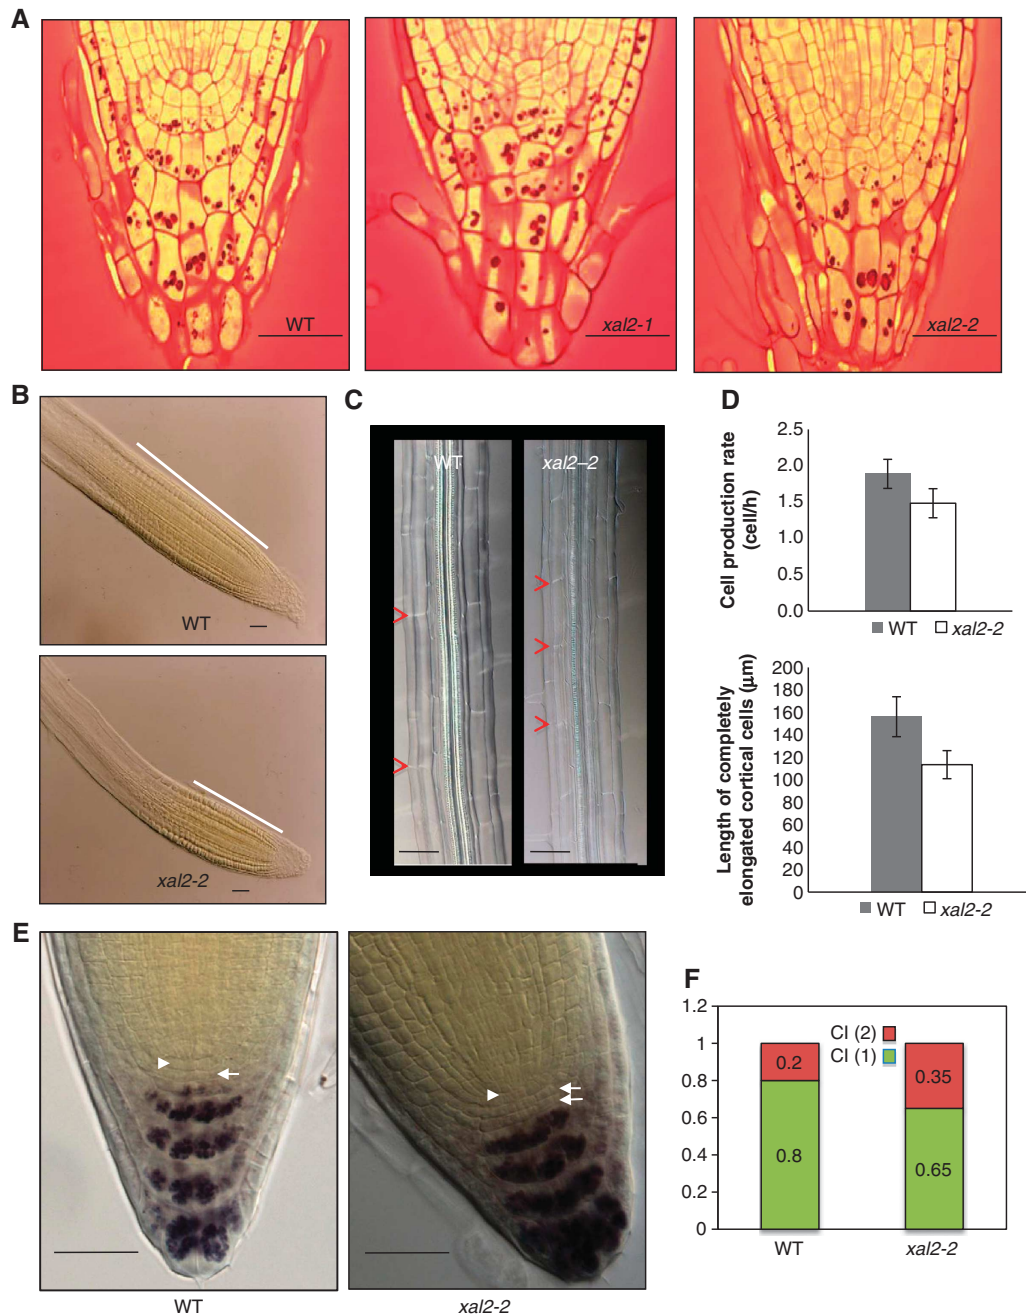 A
WT
xal2-1
xal2-2
B
WT
xal2-2
C
WT
xal2–2
D
Cell production rate
(cell/h)
2.5
2.0
1.5
1.0
0.5
0.0
WT xal2-2
Length of completely
elongated cortical cells (μm)
200
180
160
140
120
100
80
60
40
20
0
WT xal2-2
E
WT
xal2-2
F
1.2
1
0.8
0.6
0.4
0.2
0
CI (2)
CI (1)
0.2
0.8
0.35
0.65
WT
xal2-2